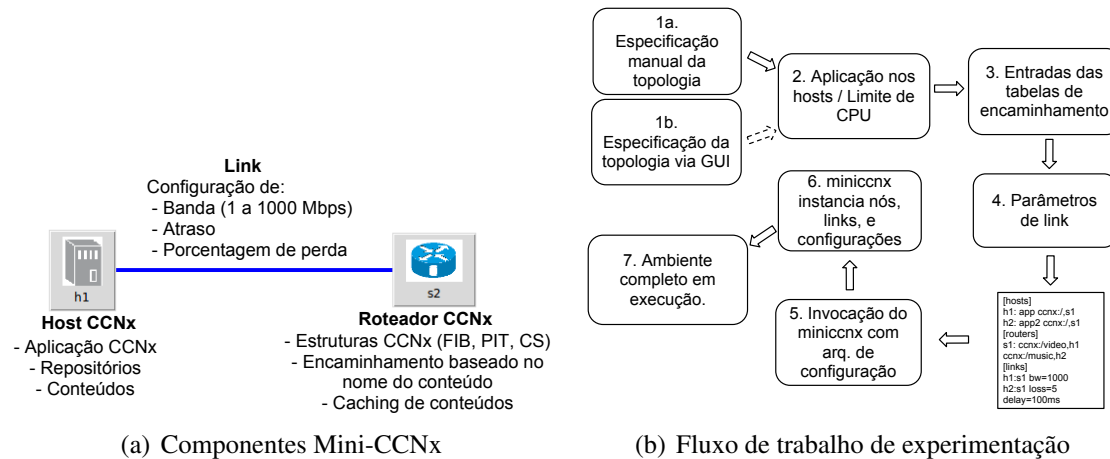 Link
Configuração de:
- Banda (1 a 1000 Mbps)
- Atraso
- Porcentagem de perda
h1
s2
Host CCNx
- Aplicação CCNx
- Repositórios
- Conteúdos
Roteador CCNx
- Estruturas CCNx (FIB, PIT, CS)
- Encaminhamento baseado no
nome do conteúdo
- Caching de conteúdos
(a) Componentes Mini-CCNx
1a.
Especificação
manual da
topologia
1b.
Especificação da
topologia via GUI
2. Aplicação nos
hosts / Limite de
CPU
3. Entradas das
tabelas de
encaminhamento
4. Parâmetros
de link
[hosts]
h1: app ccnx:/,s1
h2: app2 ccnx:/,s1
[routers]
s1: ccnx:/video,h1
ccnx:/music,h2
[links]
h1:s1 bw=1000
h2:s1 loss=5
delay=100ms
5. Invocação do
miniccnx com
arq. de
configuração
6. miniccnx
instancia nós,
links, e
configurações
7. Ambiente
completo em
execução.
(b) Fluxo de trabalho de experimentação